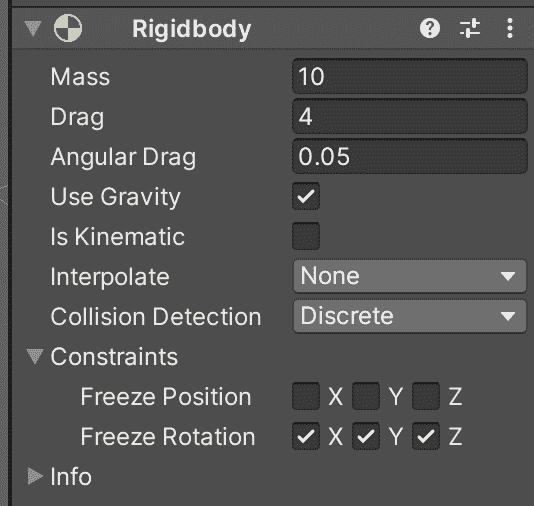 Rigidbody
Mass 10
Drag 4
Angular Drag 0.05
Use Gravity
Is Kinematic
Interpolate None
Collision Detection Discrete
Constraints
Freeze Position X Y Z
Freeze Rotation X Y Z
Info